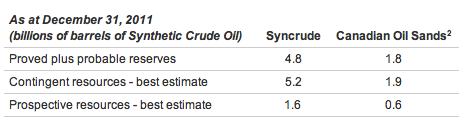 As at December 31, 2011
(billions of barrels of Synthetic Crude Oil) Syncrude Canadian Oil Sands2
Proved plus probable reserves 4.8 1.8
Contingent resources - best estimate 5.2 1.9
Prospective resources - best estimate 1.6 0.6